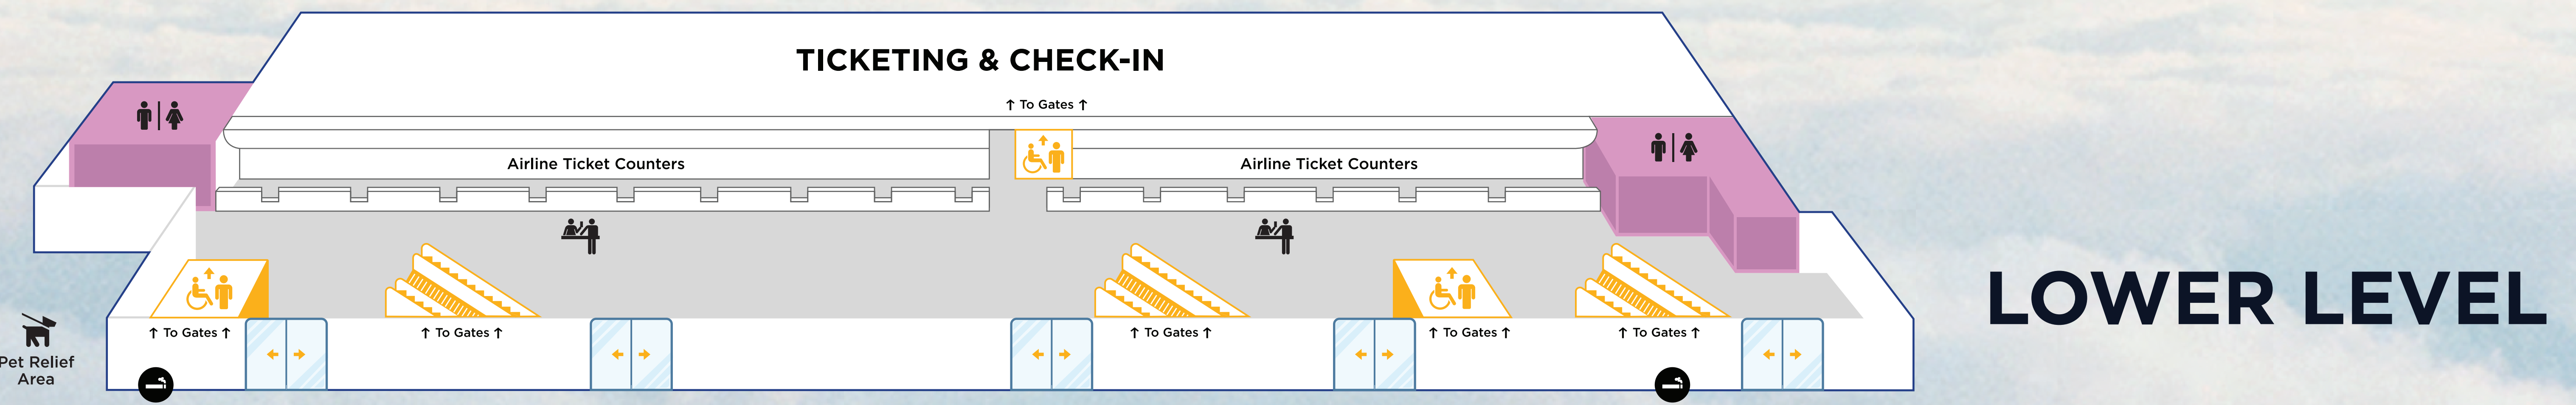 TICKETING & CHECK-IN
↑ To Gates ↑
Airline Ticket Counters
Airline Ticket Counters
↑ To Gates ↑
↑ To Gates ↑
↑ To Gates ↑
↑ To Gates ↑
↑ To Gates ↑
Pet Relief
Area
LOWER LEVEL